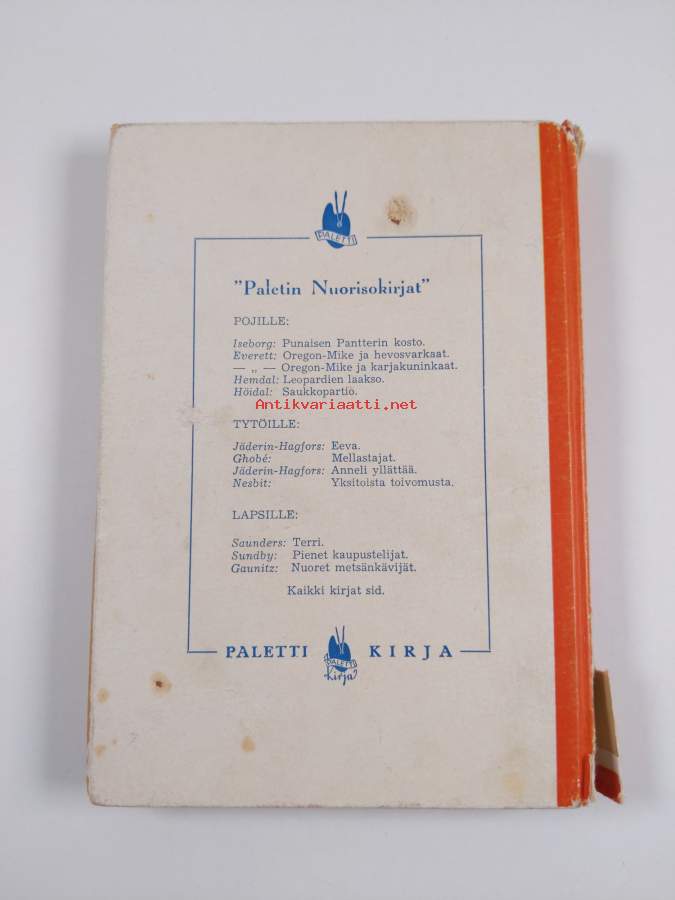 PALETTI
"Paletin Nuorisokirjat"
POJILLE:
Iseborg: Punaisen Pantterin kosto.
Everett: Oregon-Mike ja hevosvarkaat.
— „ — Oregon-Mike ja karjakuninkaat.
Hemdal: Leopardien laakso.
Höidal: Saukkopartio.
Antikvariaatti.net
TYTÖILLE:
Jäderin-Hagfors: Eeva.
Ghobé: Mellastajat.
Jäderin-Hagfors: Anneli yllättää.
Nesbit: Yksitoista toivomusta.
LAPSILLE:
Saunders: Terri.
Sundby: Pienet kaupustelijat.
Gaunitz: Nuoret metsänkävijät.
Kaikki kirjat sid.
PALETTI PALETTI kirja KIRJA